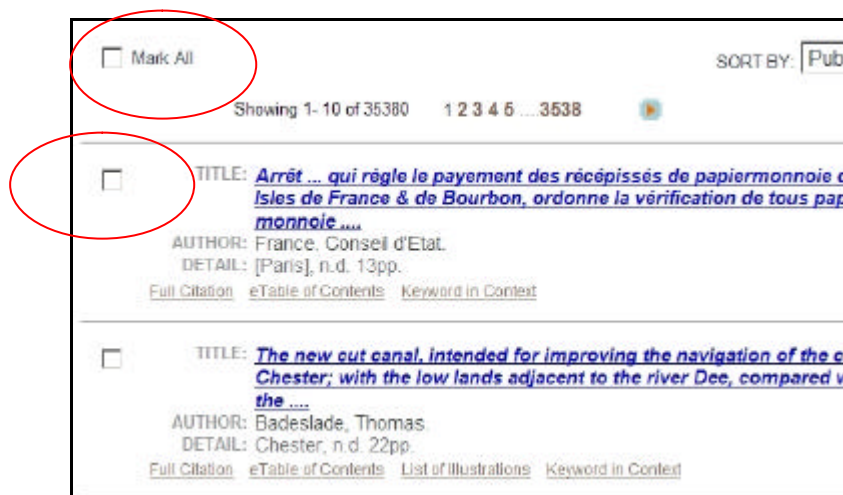 Mark All SORT BY: Pub
Showing 1- 10 of 35380 1 2 3 4 5 ....3538
TITLE: Arrêt ... qui règle le payement des récépissés de papiermonnoie
Isles de France & de Bourbon, ordonne la vérification de tous pap
monnoie ....
AUTHOR: France. Conseil d'Etat.
DETAIL: [Paris], n.d. 13pp.
Full Citation eTable of Contents Keyword in Context
TITLE: The new cut canal, intended for improving the navigation of the
Chester; with the low lands adjacent to the river Dee, compared
the ....
AUTHOR: Badeslade, Thomas.
DETAIL: Chester, n.d. 22pp.
Full Citation eTable of Contents List of Illustrations Keyword in Context